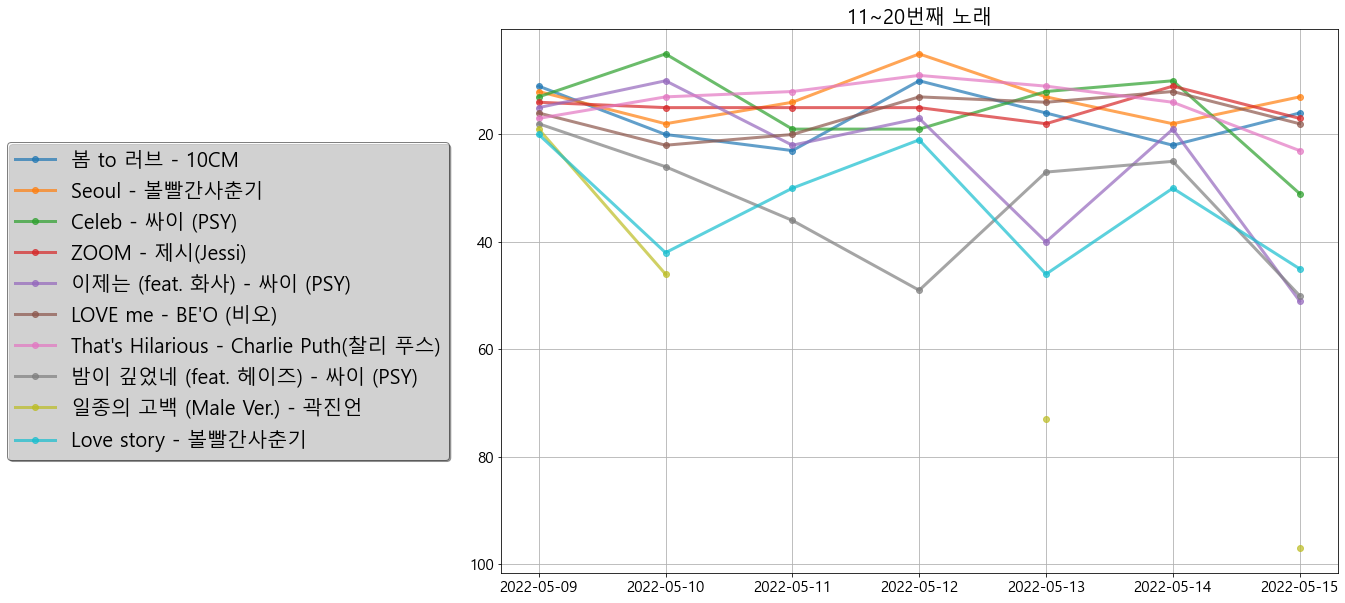 11~20번째 노래
봄 to 러브 - 10CM
Seoul - 볼빨간사춘기
Celeb - 싸이 (PSY)
ZOOM - 제시(Jessi)
이제는 (feat. 화사) - 싸이 (PSY)
LOVE me - BE'O (비오)
That's Hilarious - Charlie Puth(찰리 푸스)
밤이 깊었네 (feat. 헤이즈) - 싸이 (PSY)
일종의 고백 (Male Ver.) - 곽진언
Love story - 볼빨간사춘기
20
40
60
80
100
2022-05-09 2022-05-10 2022-05-11 2022-05-12 2022-05-13 2022-05-14 2022-05-15